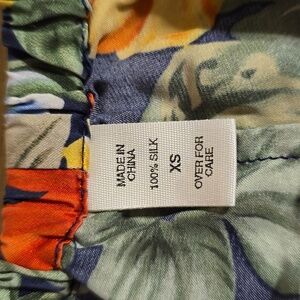 MADE IN
CHINA
100% SILK
XS
OVER FOR
CARE